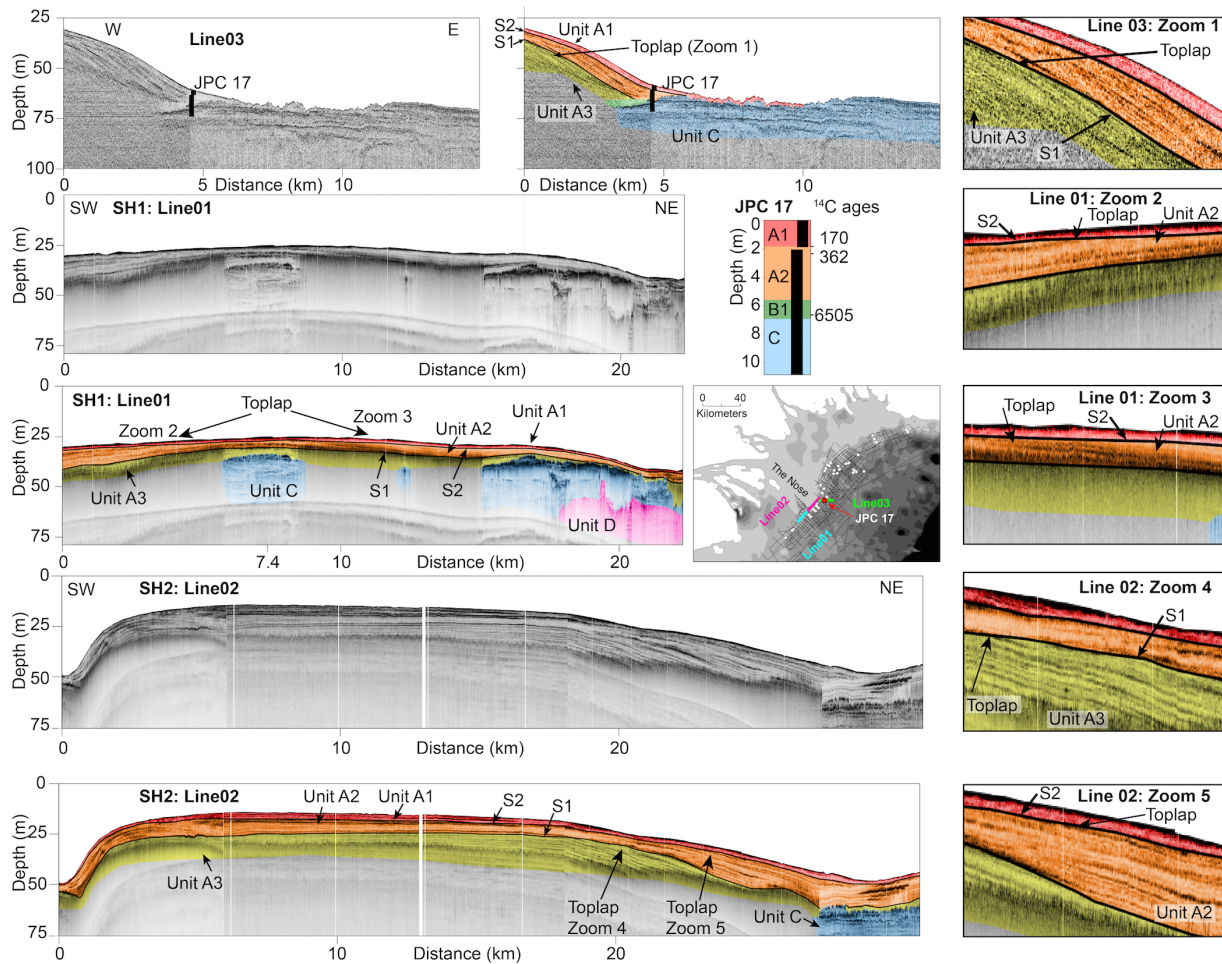 25
50
75
100
Depth (m)
W
Line03
E
JPC 17
0
5
10
Distance (km)
S2
S1
Unit A1
Toplap (Zoom 1)
JPC 17
Unit A3
Unit C
0
Distance (km)
5
10
Line 03: Zoom 1
Toplap
Unit A3
S1
SW
SH1: Line01
NE
0
25
50
75
Depth (m)
0
10
20
Distance (km)
JPC 17
14C ages
Depth (m)
0
2
4
6
8
10
A1
A2
B1
C
170
362
6505
Line 01: Zoom 2
S2
Toplap
Unit A2
SH1: Line01
0
25
50
75
Depth (m)
Toplap
Zoom 2
Zoom 3
Unit A1
Unit A2
Unit A3
Unit C
S1
S2
Unit D
0
7.4
10
20
Distance (km)
0
40
Kilometers
The Nose
Line02
Line03
JPC 17
Line01
Line 01: Zoom 3
Toplap
S2
Unit A2
SW
SH2: Line02
NE
0
25
50
75
Depth (m)
0
10
Distance (km)
20
Line 02: Zoom 4
S1
Toplap
Unit A3
SH2: Line02
0
25
50
75
Depth (m)
Unit A2
Unit A1
S2
S1
Unit A3
Toplap
Zoom 4
Toplap
Zoom 5
Unit C
0
10
Distance (km)
20
Line 02: Zoom 5
S2
Toplap
Unit A2